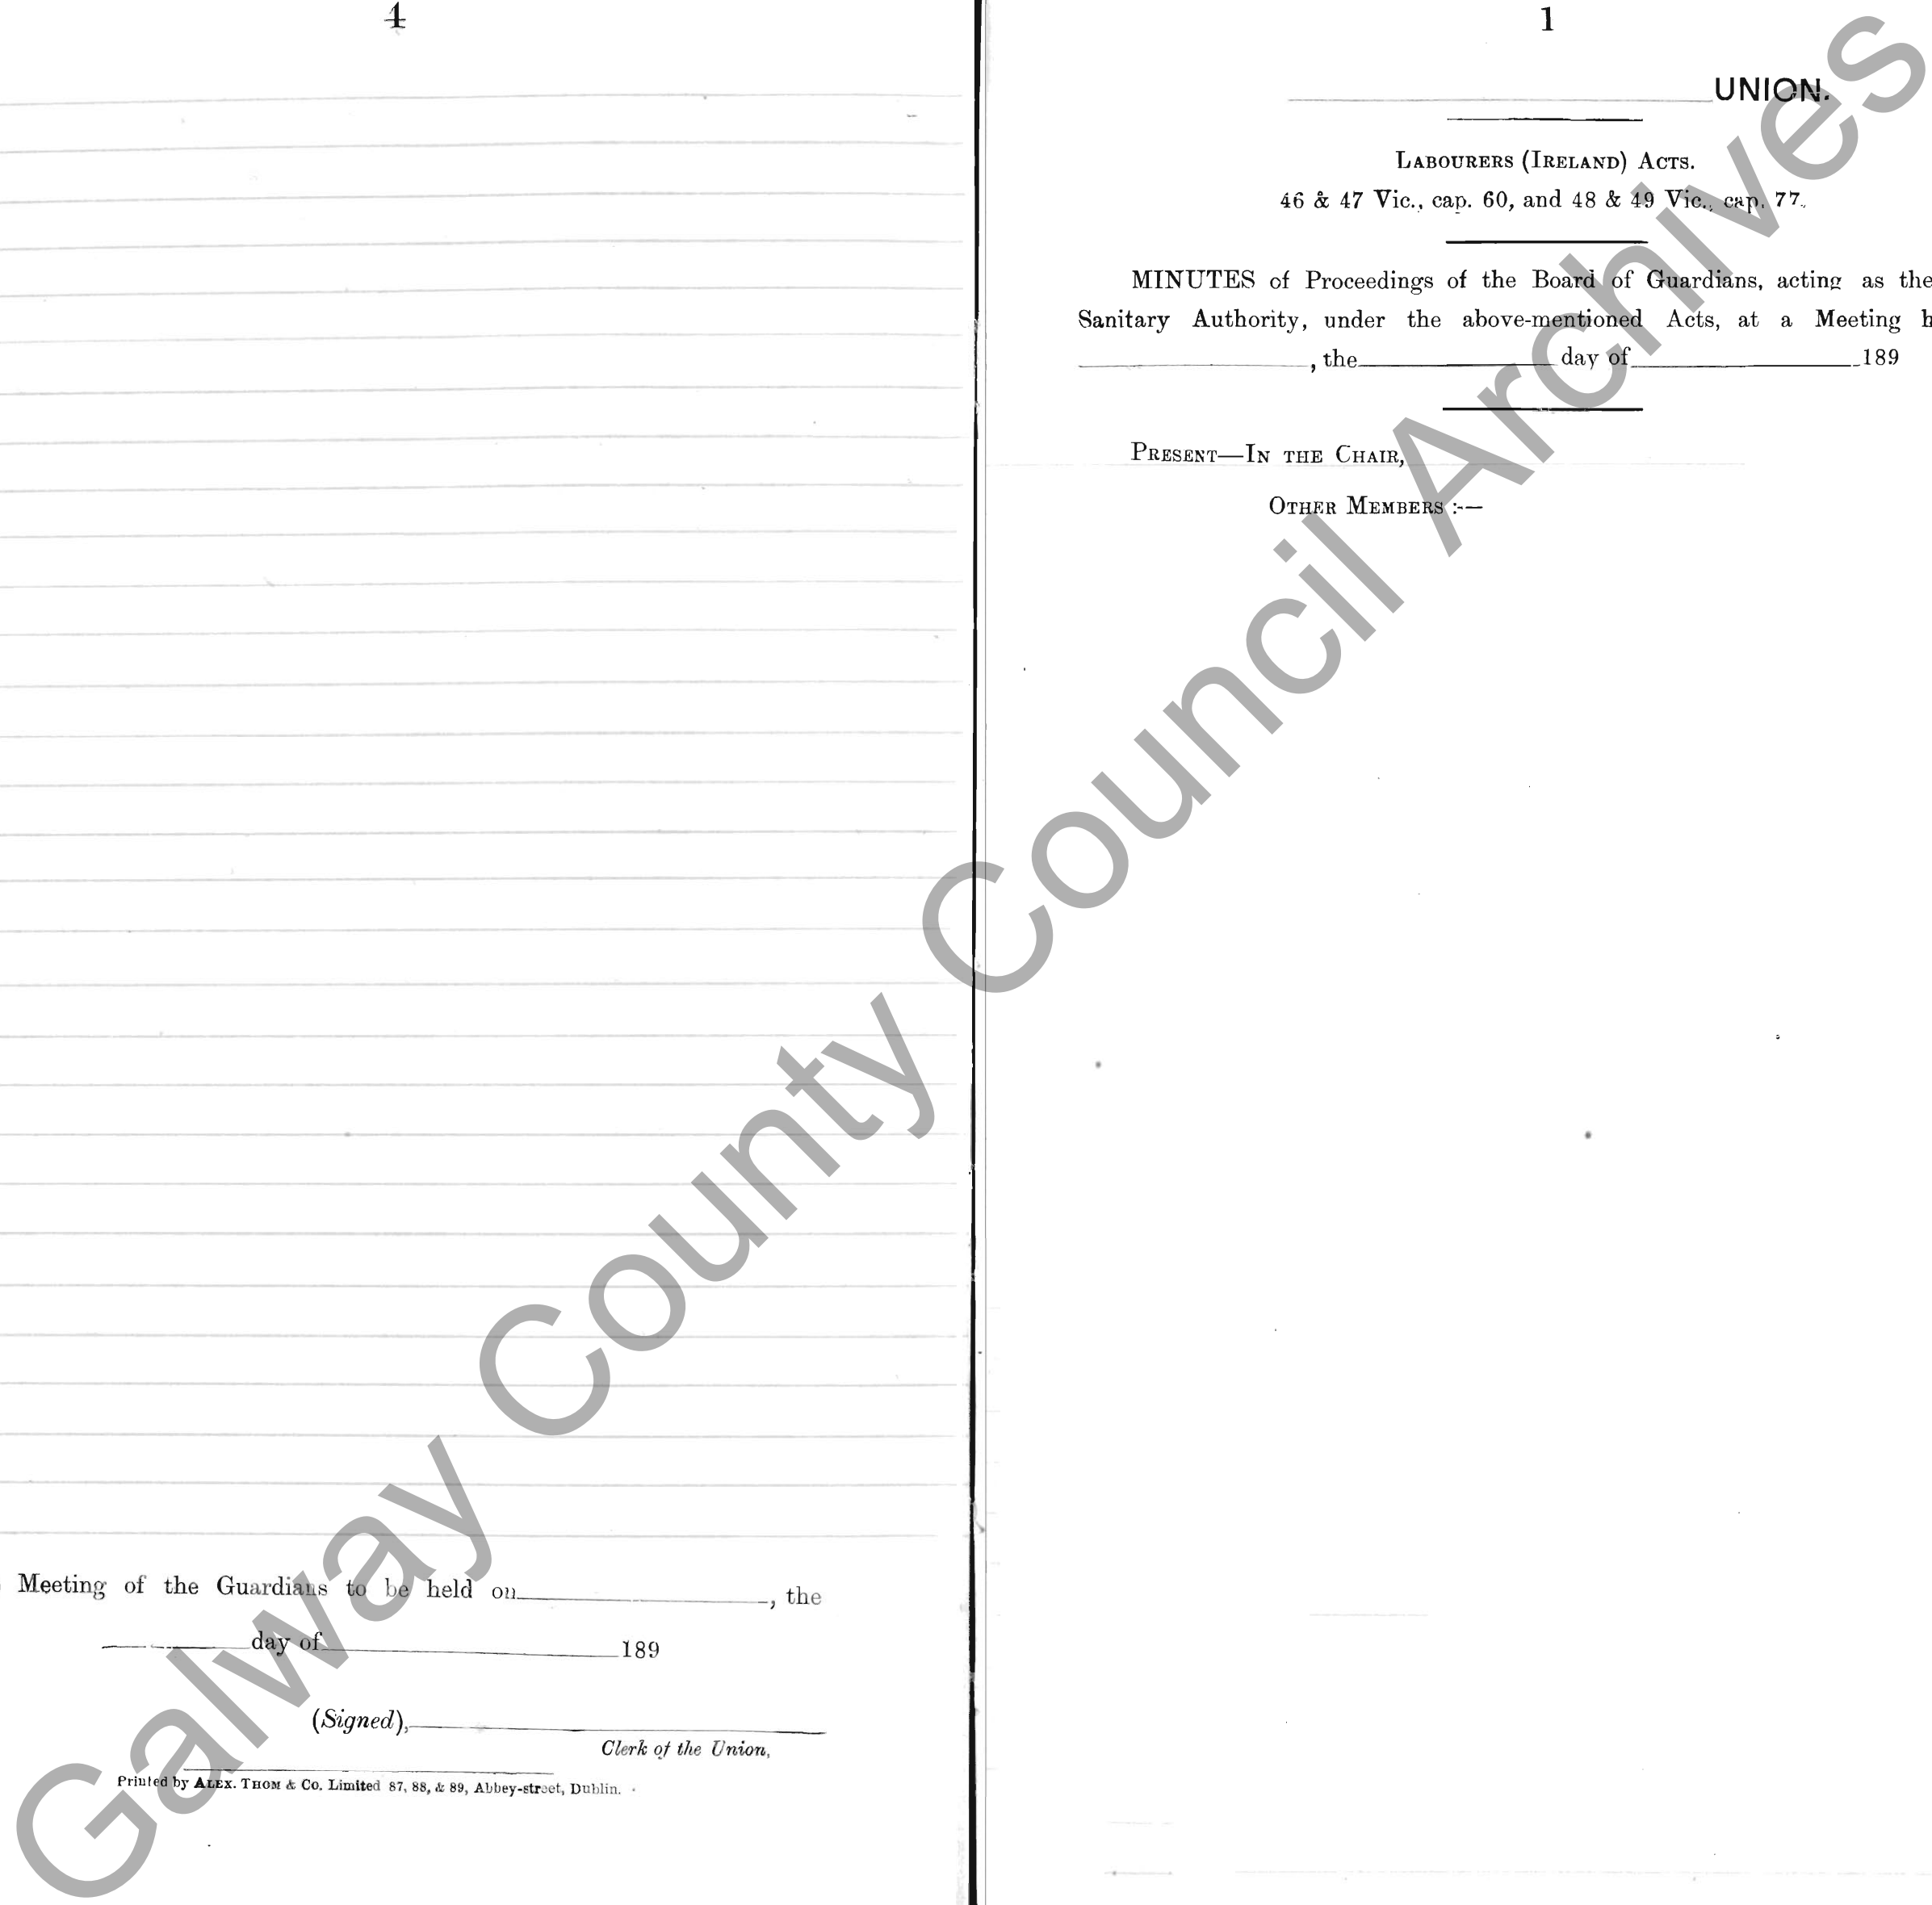 4
Meeting of the Guardians to be held on , the
day of 189
(Signed),
Clerk of the Union,
Printed by ALEX. THOM & Co. Limited 87, 88, & 89, Abbey-street, Dublin.
1
UNION.
LABOURERS (IRELAND) ACTS.
46 & 47 Vic., cap. 60, and 48 & 49 Vic., cap. 77.
MINUTES of Proceedings of the Board of Guardians, acting as the
Sanitary Authority, under the above-mentioned Acts, at a Meeting
, the day of 189
PRESENT—IN THE CHAIR,
OTHER MEMBERS :—
Galway County Council Archives